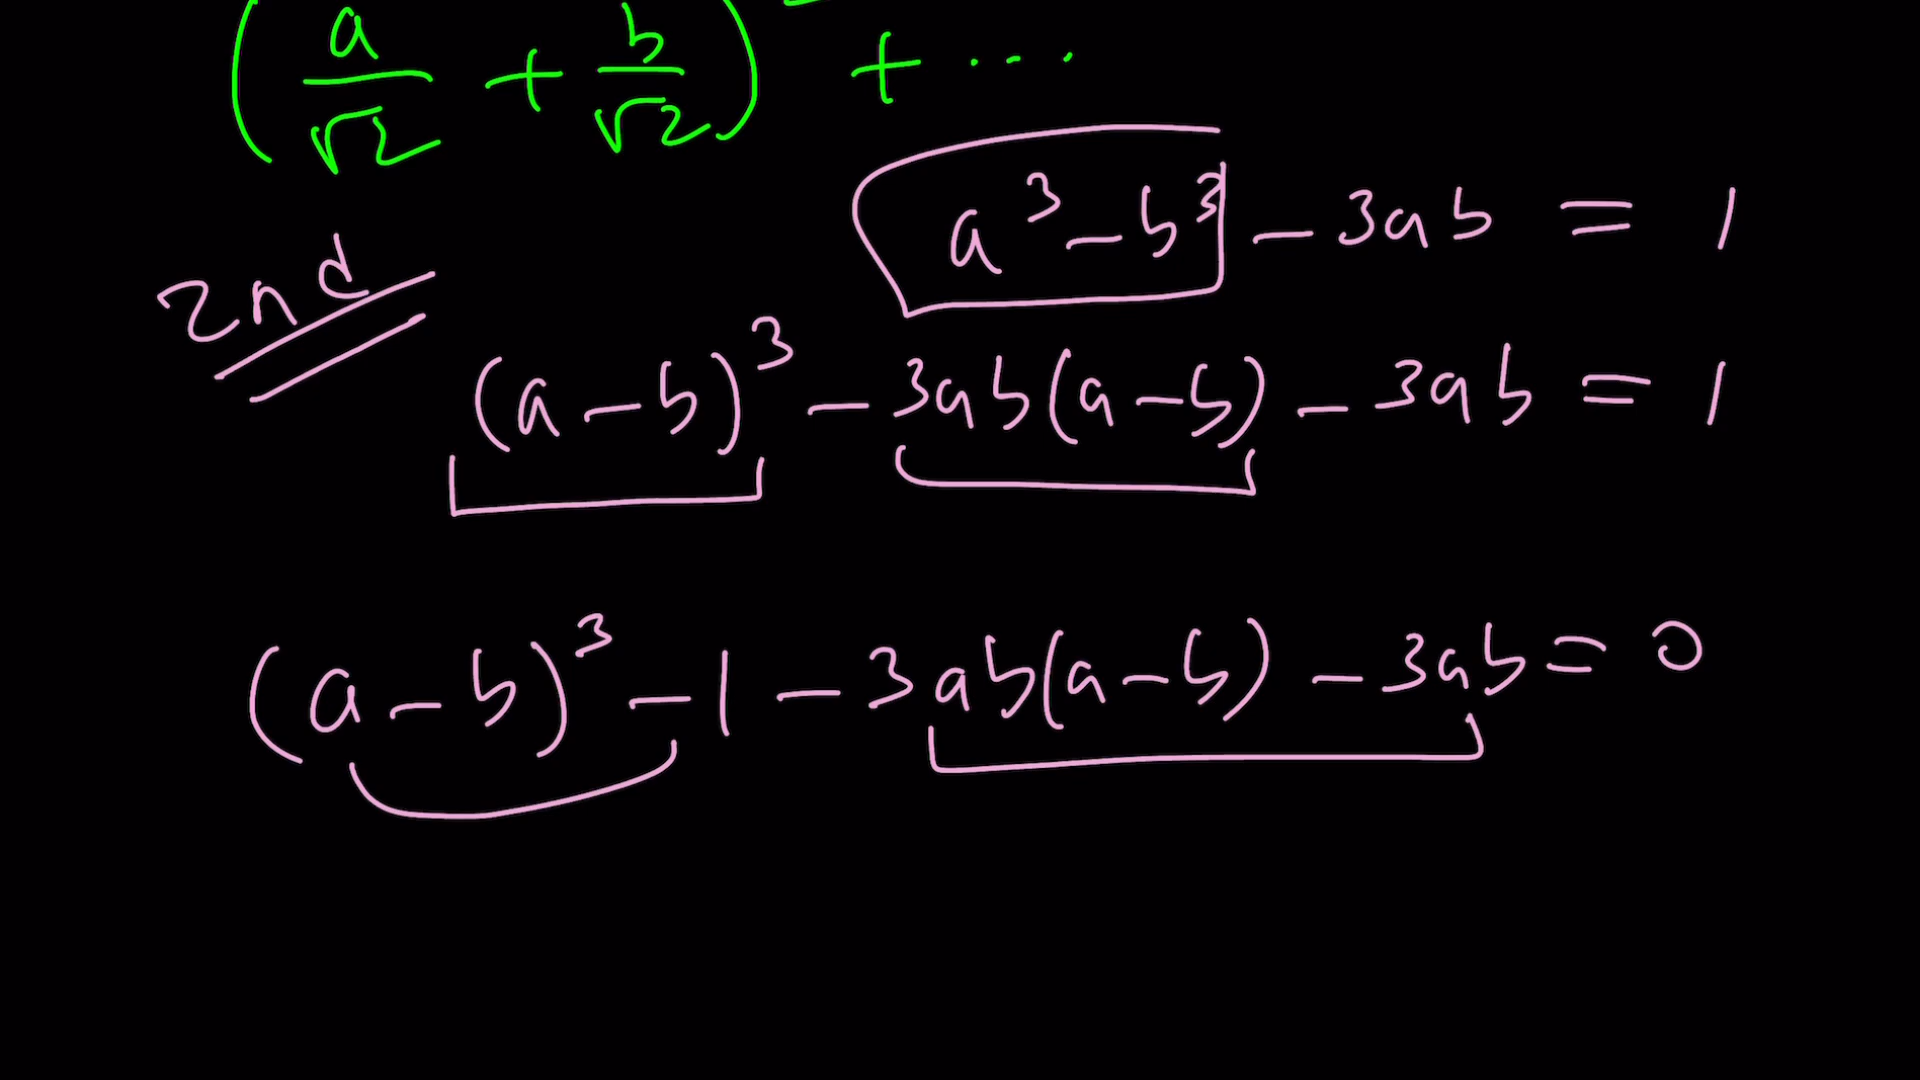 (a/√2 + b/√2) + ...
a³ − b³ − 3ab = 1
2nd
(a−b)³ − 3ab(a−b) − 3ab = 1
(a−b)³ − 1 − 3ab(a−b) − 3ab = 0